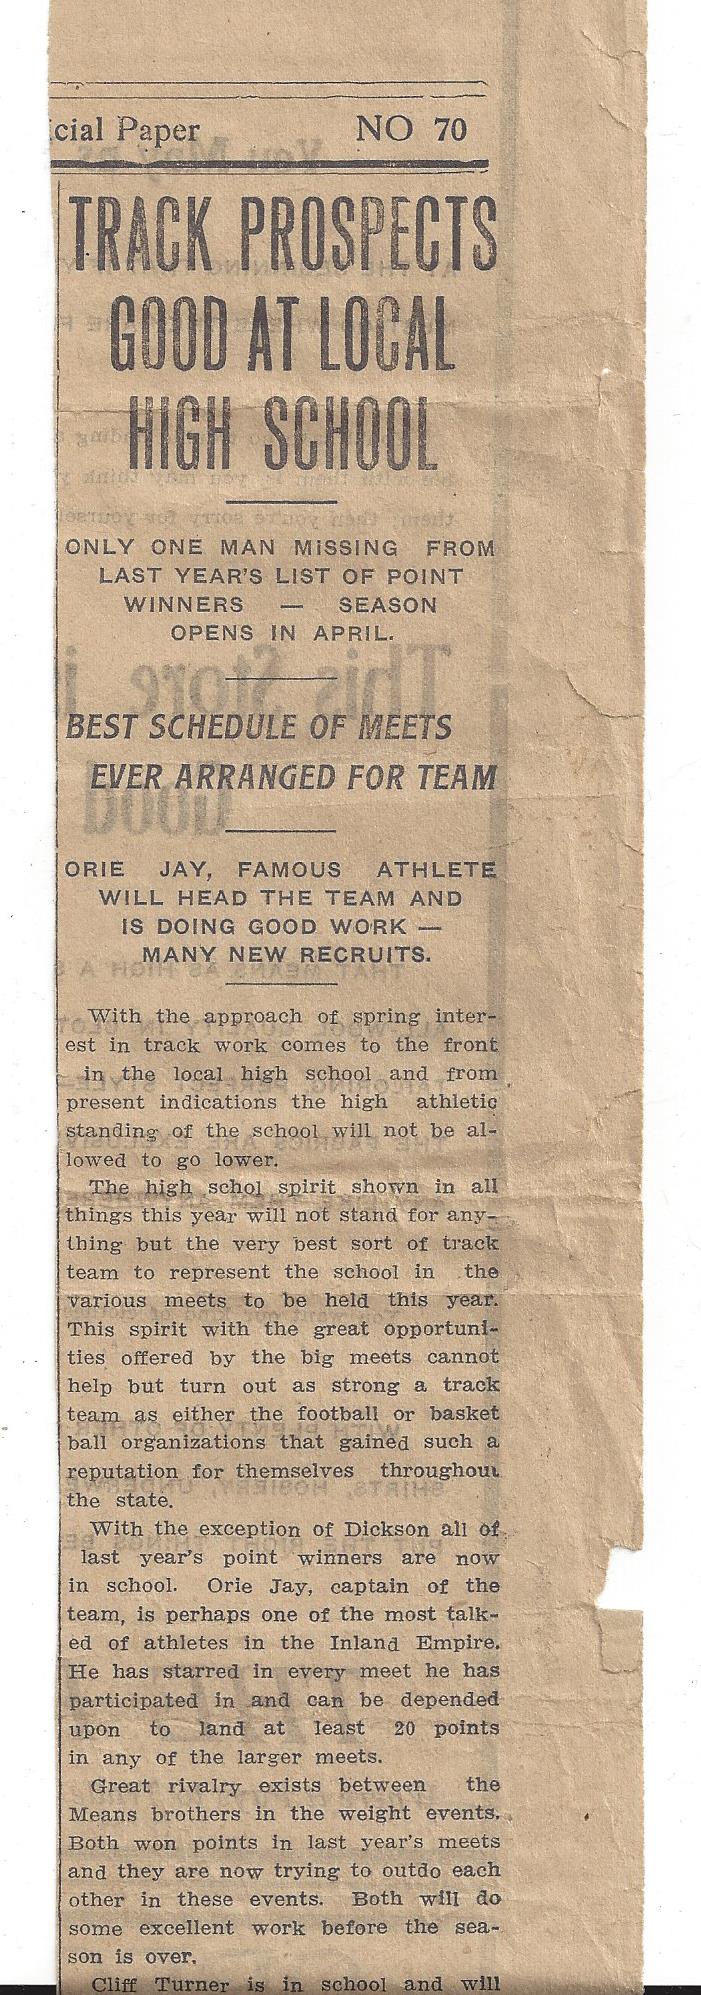 icial Paper NO 70
TRACK PROSPECTS
GOOD AT LOCAL
HIGH SCHOOL
ONLY ONE MAN MISSING FROM
LAST YEAR'S LIST OF POINT
WINNERS — SEASON
OPENS IN APRIL.
BEST SCHEDULE OF MEETS
EVER ARRANGED FOR TEAM
ORIE JAY, FAMOUS ATHLETE
WILL HEAD THE TEAM AND
IS DOING GOOD WORK —
MANY NEW RECRUITS.
With the approach of spring inter-
est in track work comes to the front
in the local high school and from
present indications the high athletic
standing of the school will not be al-
lowed to go lower.
The high schol spirit shown in all
things this year will not stand for any-
thing but the very best sort of track
team to represent the school in the
various meets to be held this year.
This spirit with the great opportuni-
ties offered by the big meets cannot
help but turn out as strong a track
team as either the football or basket
ball organizations that gained such a
reputation for themselves throughout
the state.
With the exception of Dickson all of
last year's point winners are now
in school. Orie Jay, captain of the
team, is perhaps one of the most talk-
ed of athletes in the Inland Empire.
He has starred in every meet he has
participated in and can be depended
upon to land at least 20 points
in any of the larger meets.
Great rivalry exists between the
Means brothers in the weight events.
Both won points in last year's meets
and they are now trying to outdo each
other in these events. Both will do
some excellent work before the sea-
son is over.
Cliff Turner is in school and will